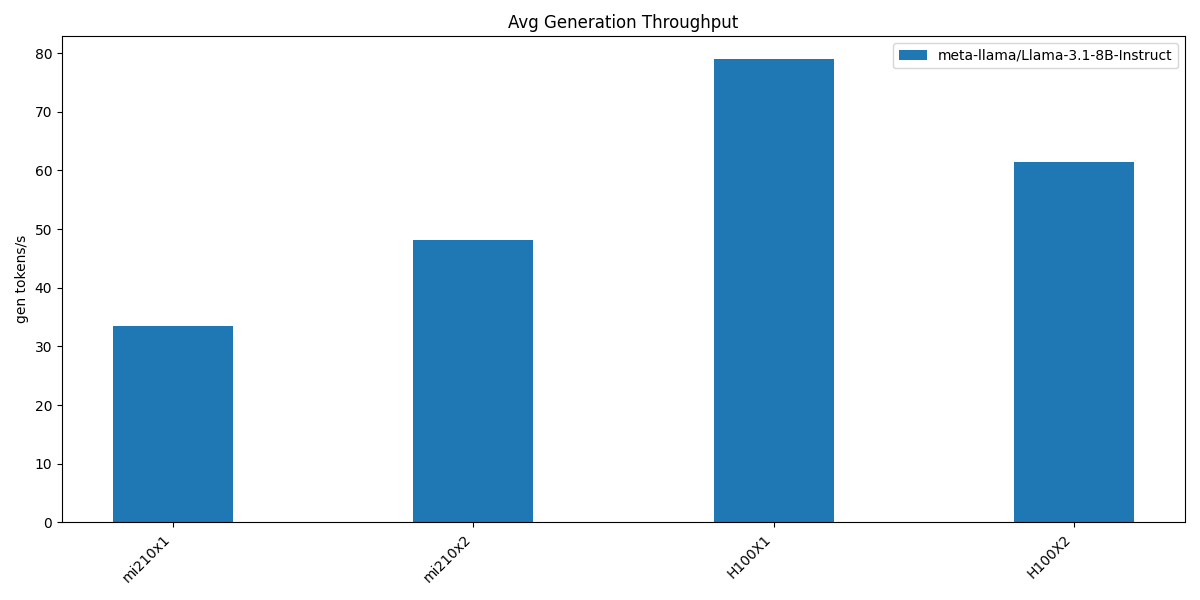 Avg Generation Throughput
meta-llama/Llama-3.1-8B-Instruct
gen tokens/s
80
70
60
50
40
30
20
10
0
mi210x1
mi210x2
H100X1
H100X2